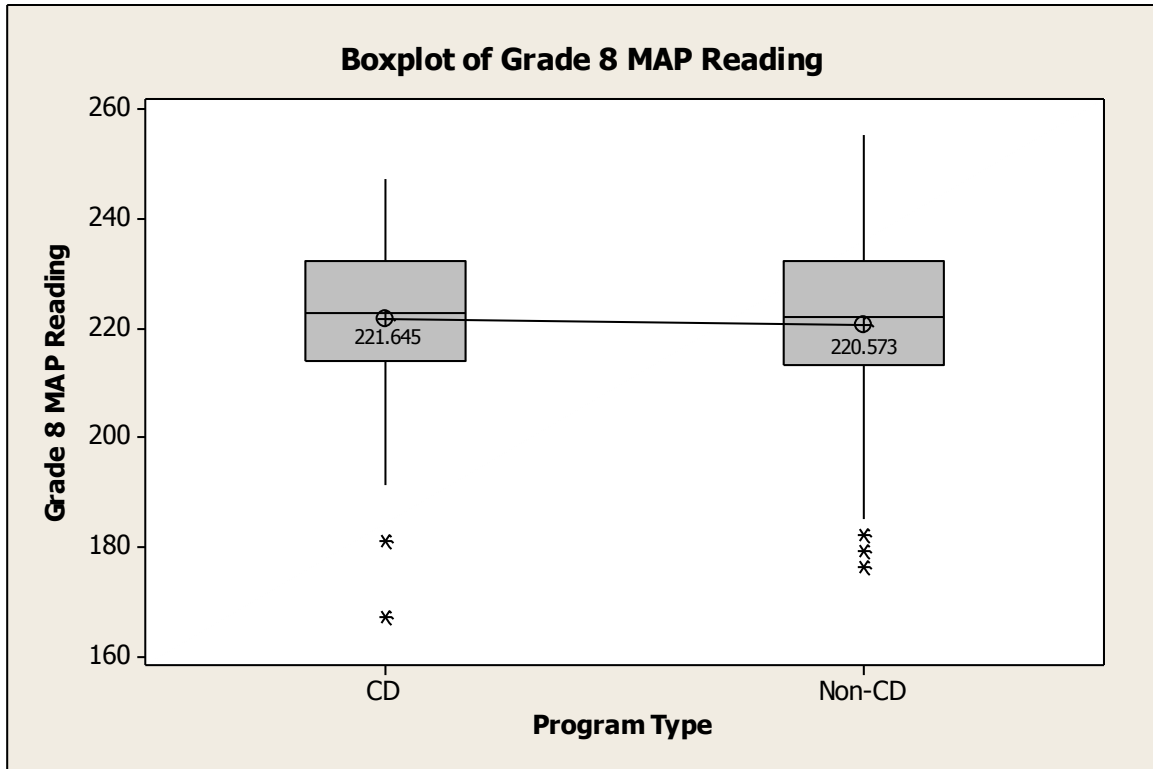 Boxplot of Grade 8 MAP Reading
260
240
220
200
180
160
Grade 8 MAP Reading
221.645
220.573
CD
Non-CD
Program Type